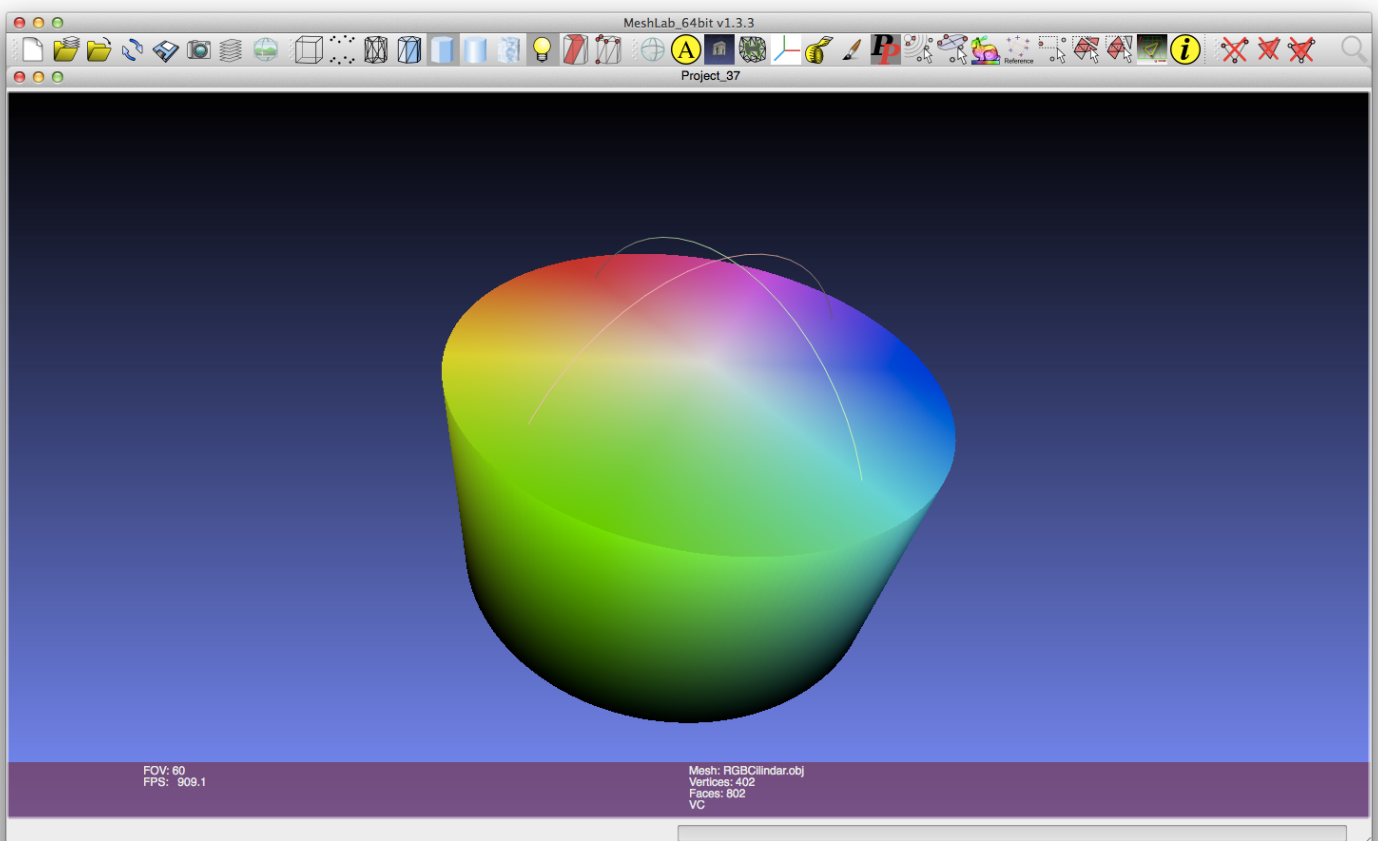 MeshLab_64bit v1.3.3
A
PP
Reference
i
Project_37
FOV: 60
FPS: 909.1
Mesh: RGBCilindar.obj
Vertices: 402
Faces: 802
VC